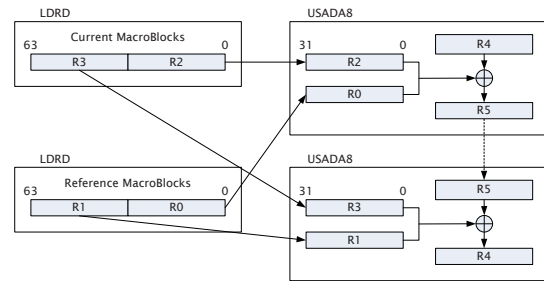 LDRD
Current MacroBlocks
63 0
R3 R2
USADA8
31 0
R2
R0
R4
R5
LDRD
Reference MacroBlocks
63 0
R1 R0
USADA8
31 0
R3
R1
R5
R4